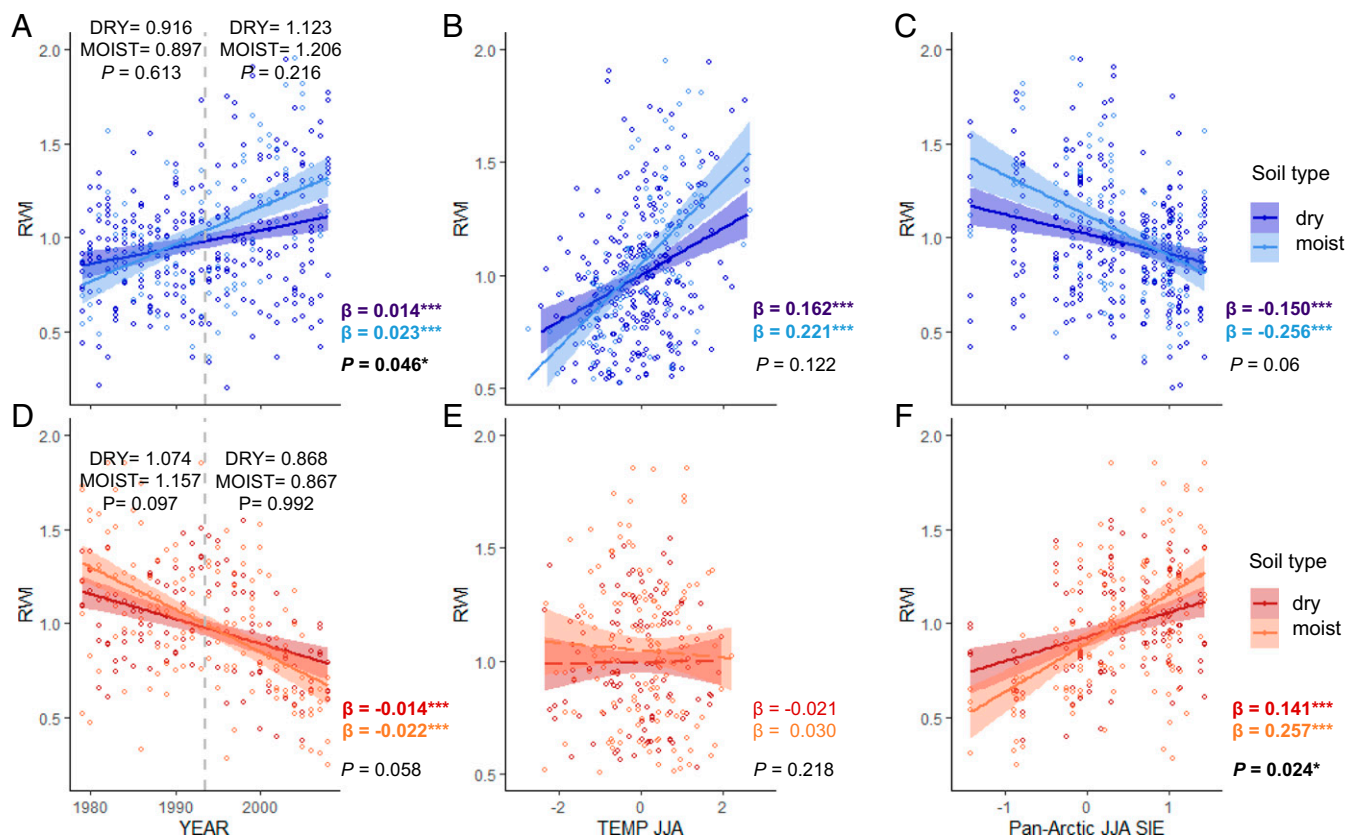 A
DRY= 0.916
MOIST= 0.897
P = 0.613
DRY= 1.123
MOIST= 1.206
P = 0.216
RWI
2.0
1.5
1.0
0.5
β = 0.014***
β = 0.023***
P = 0.046*
B
RWI
2.0
1.5
1.0
0.5
β = 0.162***
β = 0.221***
P = 0.122
C
RWI
2.0
1.5
1.0
0.5
β = -0.150***
β = -0.256***
P = 0.06
Soil type
dry
moist
D
DRY= 1.074
MOIST= 1.157
P= 0.097
DRY= 0.868
MOIST= 0.867
P= 0.992
RWI
2.0
1.5
1.0
0.5
β = -0.014***
β = -0.022***
P = 0.058
1980
1990
2000
YEAR
E
RWI
2.0
1.5
1.0
0.5
β = -0.021
β = 0.030
P = 0.218
-2
0
2
TEMP JJA
F
RWI
2.0
1.5
1.0
0.5
β = 0.141***
β = 0.257***
P = 0.024*
-1
0
1
Pan-Arctic JJA SIE
Soil type
dry
moist